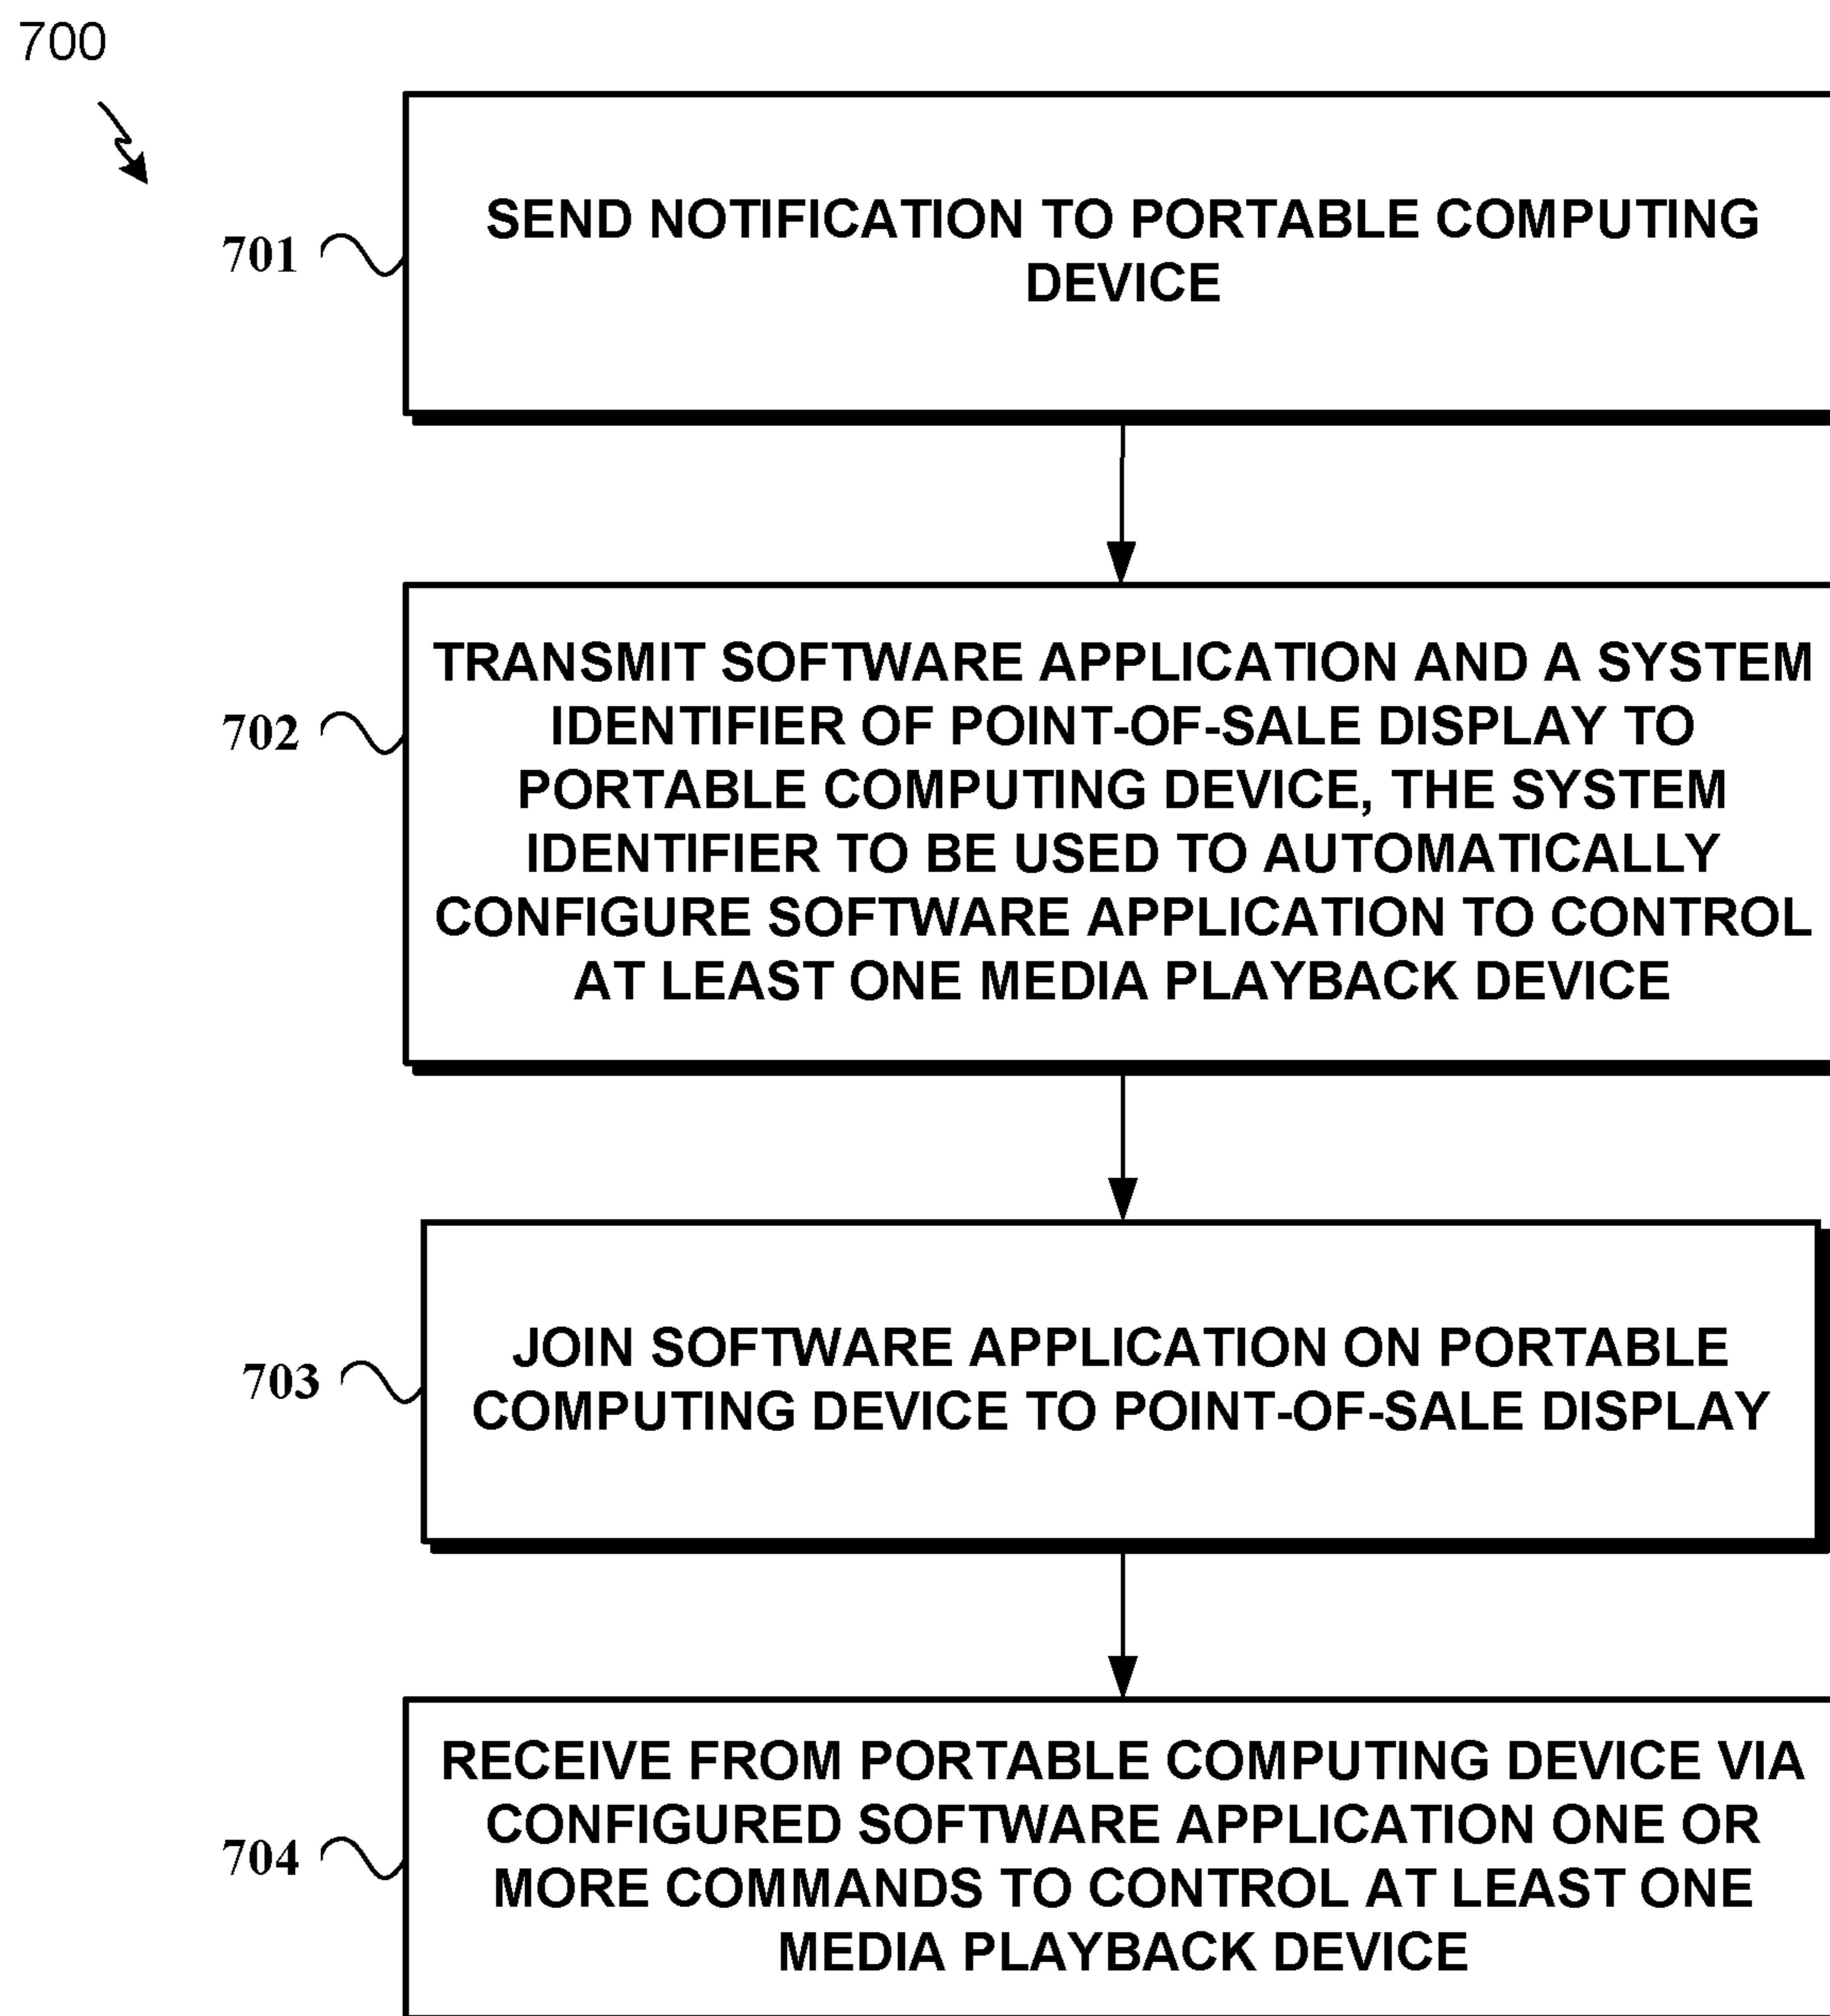 700
701
SEND NOTIFICATION TO PORTABLE COMPUTING
DEVICE
702
TRANSMIT SOFTWARE APPLICATION AND A SYSTEM
IDENTIFIER OF POINT-OF-SALE DISPLAY TO
PORTABLE COMPUTING DEVICE, THE SYSTEM
IDENTIFIER TO BE USED TO AUTOMATICALLY
CONFIGURE SOFTWARE APPLICATION TO CONTROL
AT LEAST ONE MEDIA PLAYBACK DEVICE
703
JOIN SOFTWARE APPLICATION ON PORTABLE
COMPUTING DEVICE TO POINT-OF-SALE DISPLAY
704
RECEIVE FROM PORTABLE COMPUTING DEVICE VIA
CONFIGURED SOFTWARE APPLICATION ONE OR
MORE COMMANDS TO CONTROL AT LEAST ONE
MEDIA PLAYBACK DEVICE